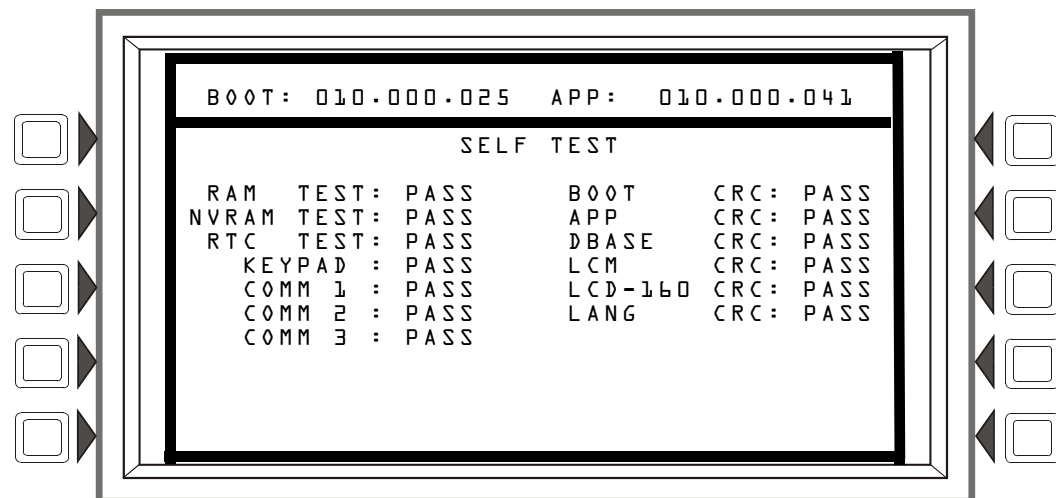 BOOT: 010.000.025 APP: 010.000.041
SELF TEST
RAM TEST: PASS BOOT CRC: PASS
NVRAM TEST: PASS APP CRC: PASS
RTC TEST: PASS DBASE CRC: PASS
KEYPAD : PASS LCM CRC: PASS
COMM 1 : PASS LCD-160 CRC: PASS
COMM 2 : PASS LANG CRC: PASS
COMM 3 : PASS